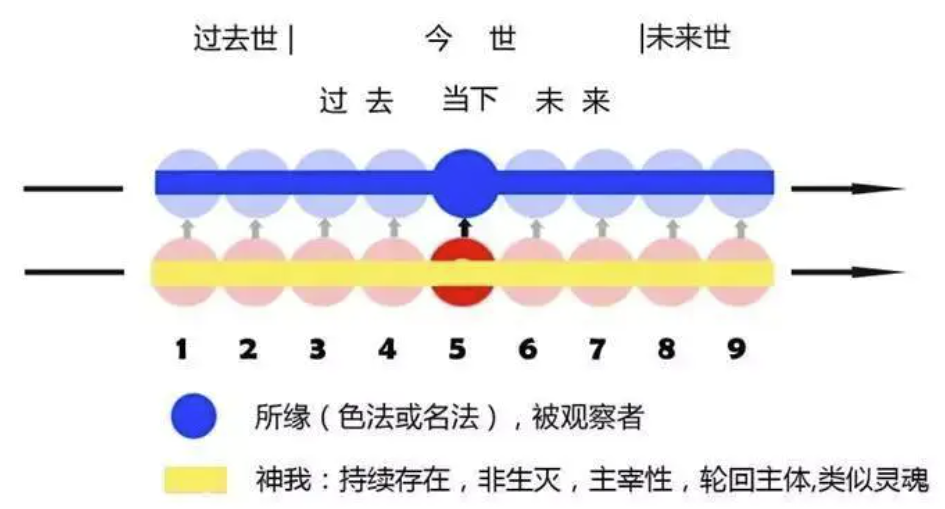 过去世| 今 世 |未来世
过 去 当下 未 来
1 2 3 4 5 6 7 8 9
所缘（色法或名法），被观察者
神我：持续存在，非生灭，主宰性，轮回主体,类似灵魂